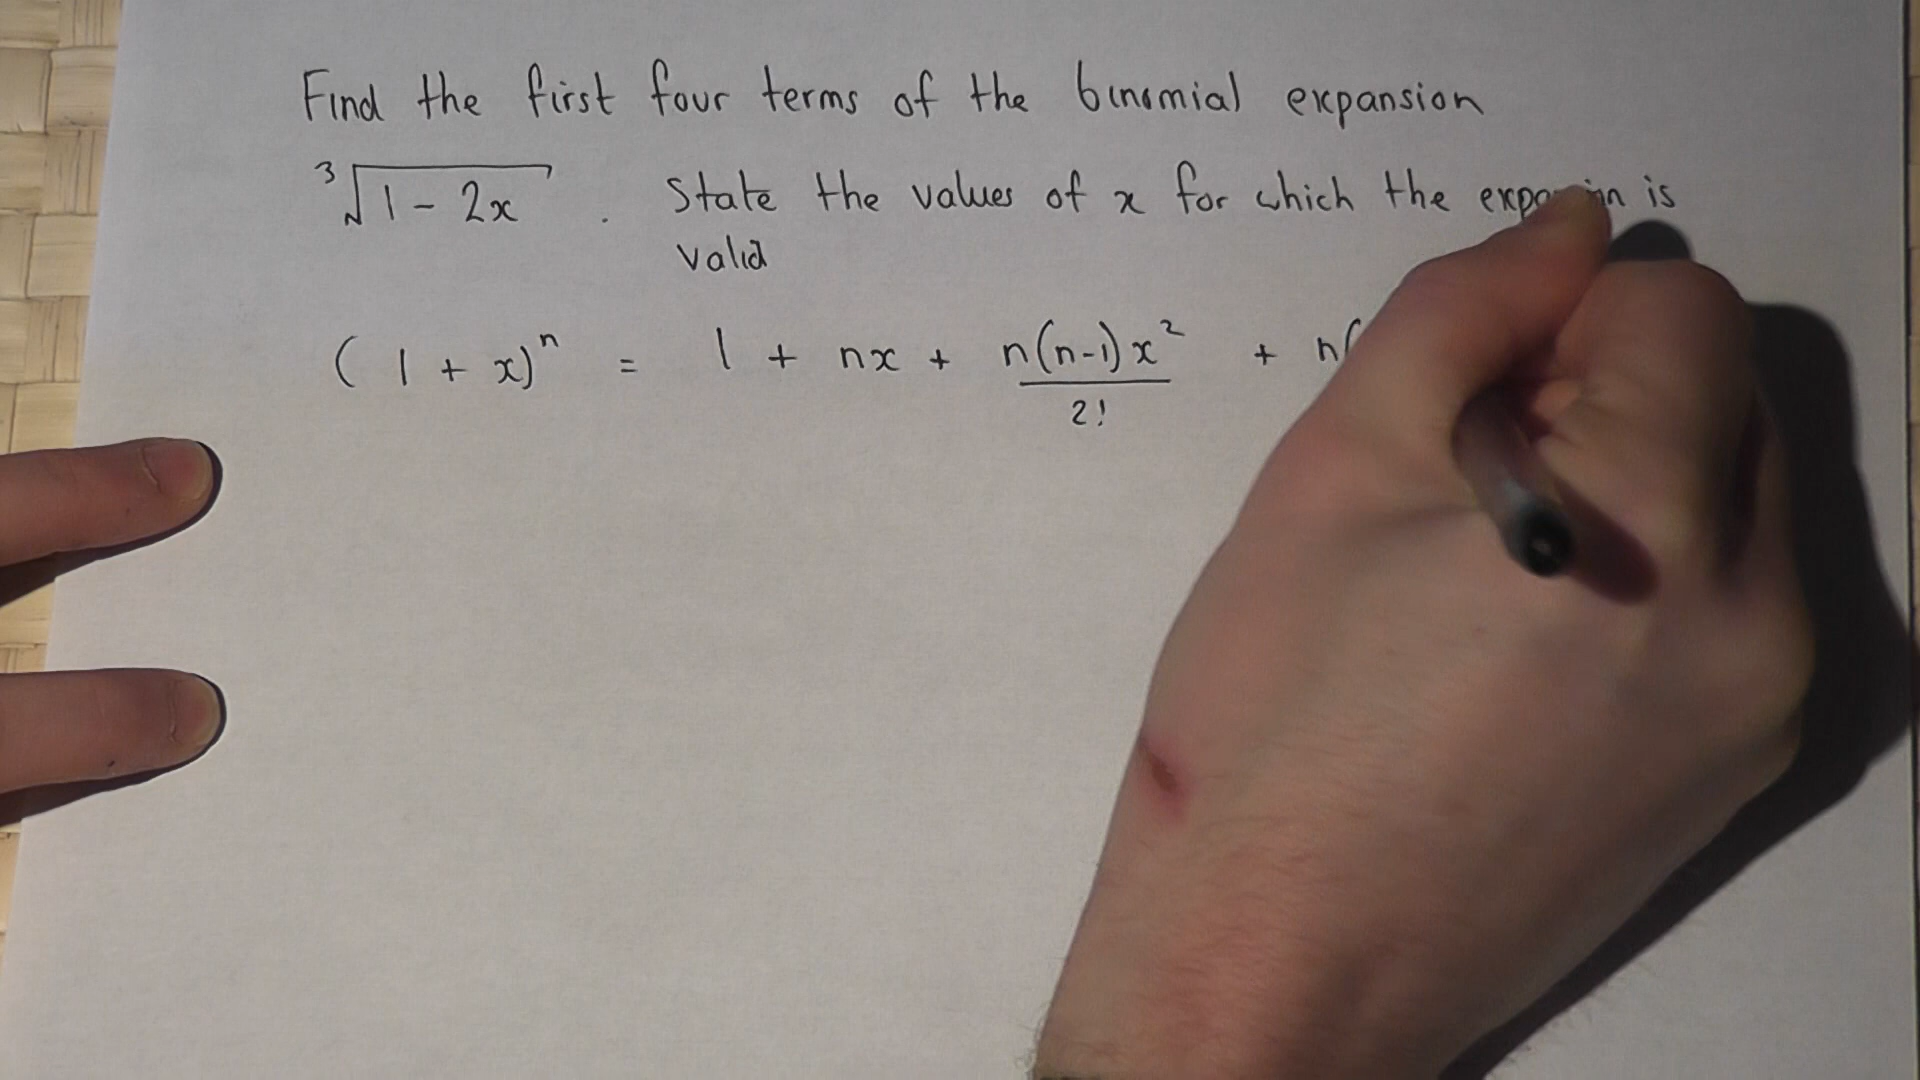 Find the first four terms of the binomial expansion
∛(1 - 2x) . State the values of x for which the is
valid
(1 + x)ⁿ = 1 + nx + n(n-1)x²/2! + n(